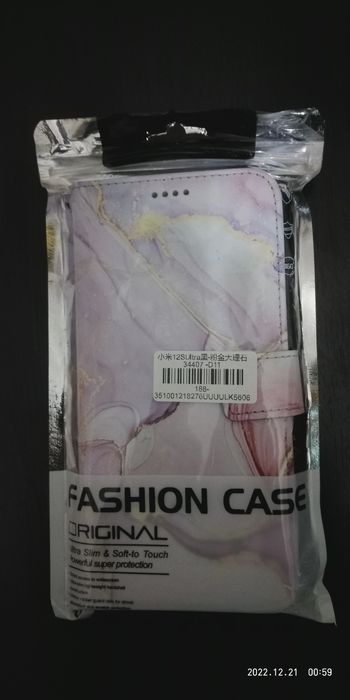 小米12SUltra黑-粉金大理石
34407 -D11
188-
351001218276UUUULK5606
FASHION CASE
ORIGINAL
Ultra Slim & Soft-to Touch
Powerful super protection
2022.12.21 00:59